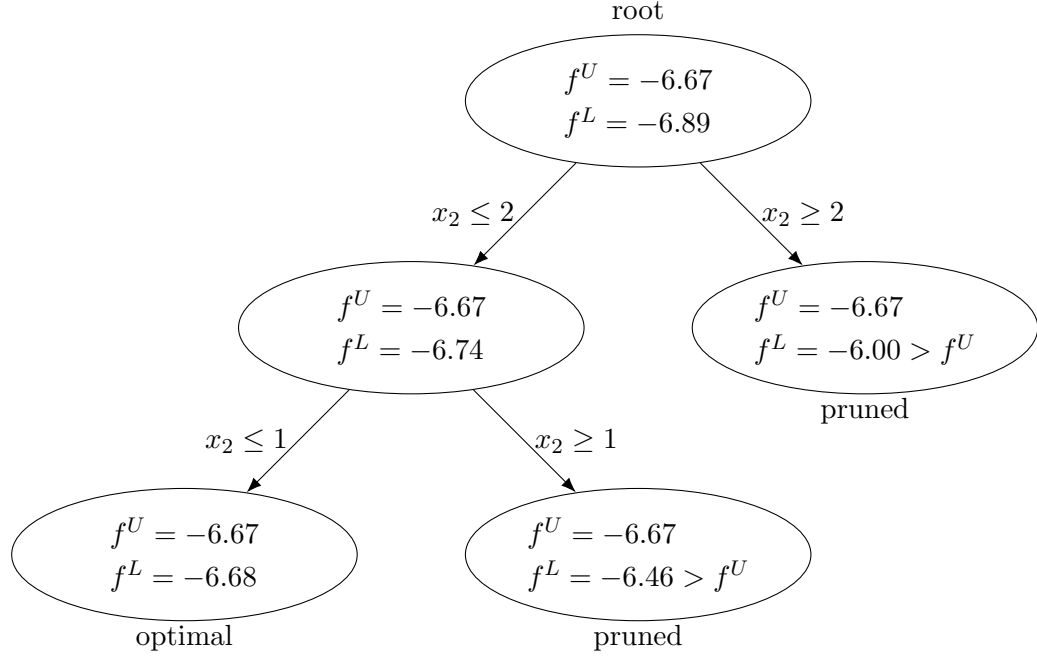 root
f^U = −6.67
f^L = −6.89
x_2 ≤ 2
x_2 ≥ 2
f^U = −6.67
f^L = −6.74
f^U = −6.67
f^L = −6.00 > f^U
pruned
x_2 ≤ 1
x_2 ≥ 1
f^U = −6.67
f^L = −6.68
optimal
f^U = −6.67
f^L = −6.46 > f^U
pruned